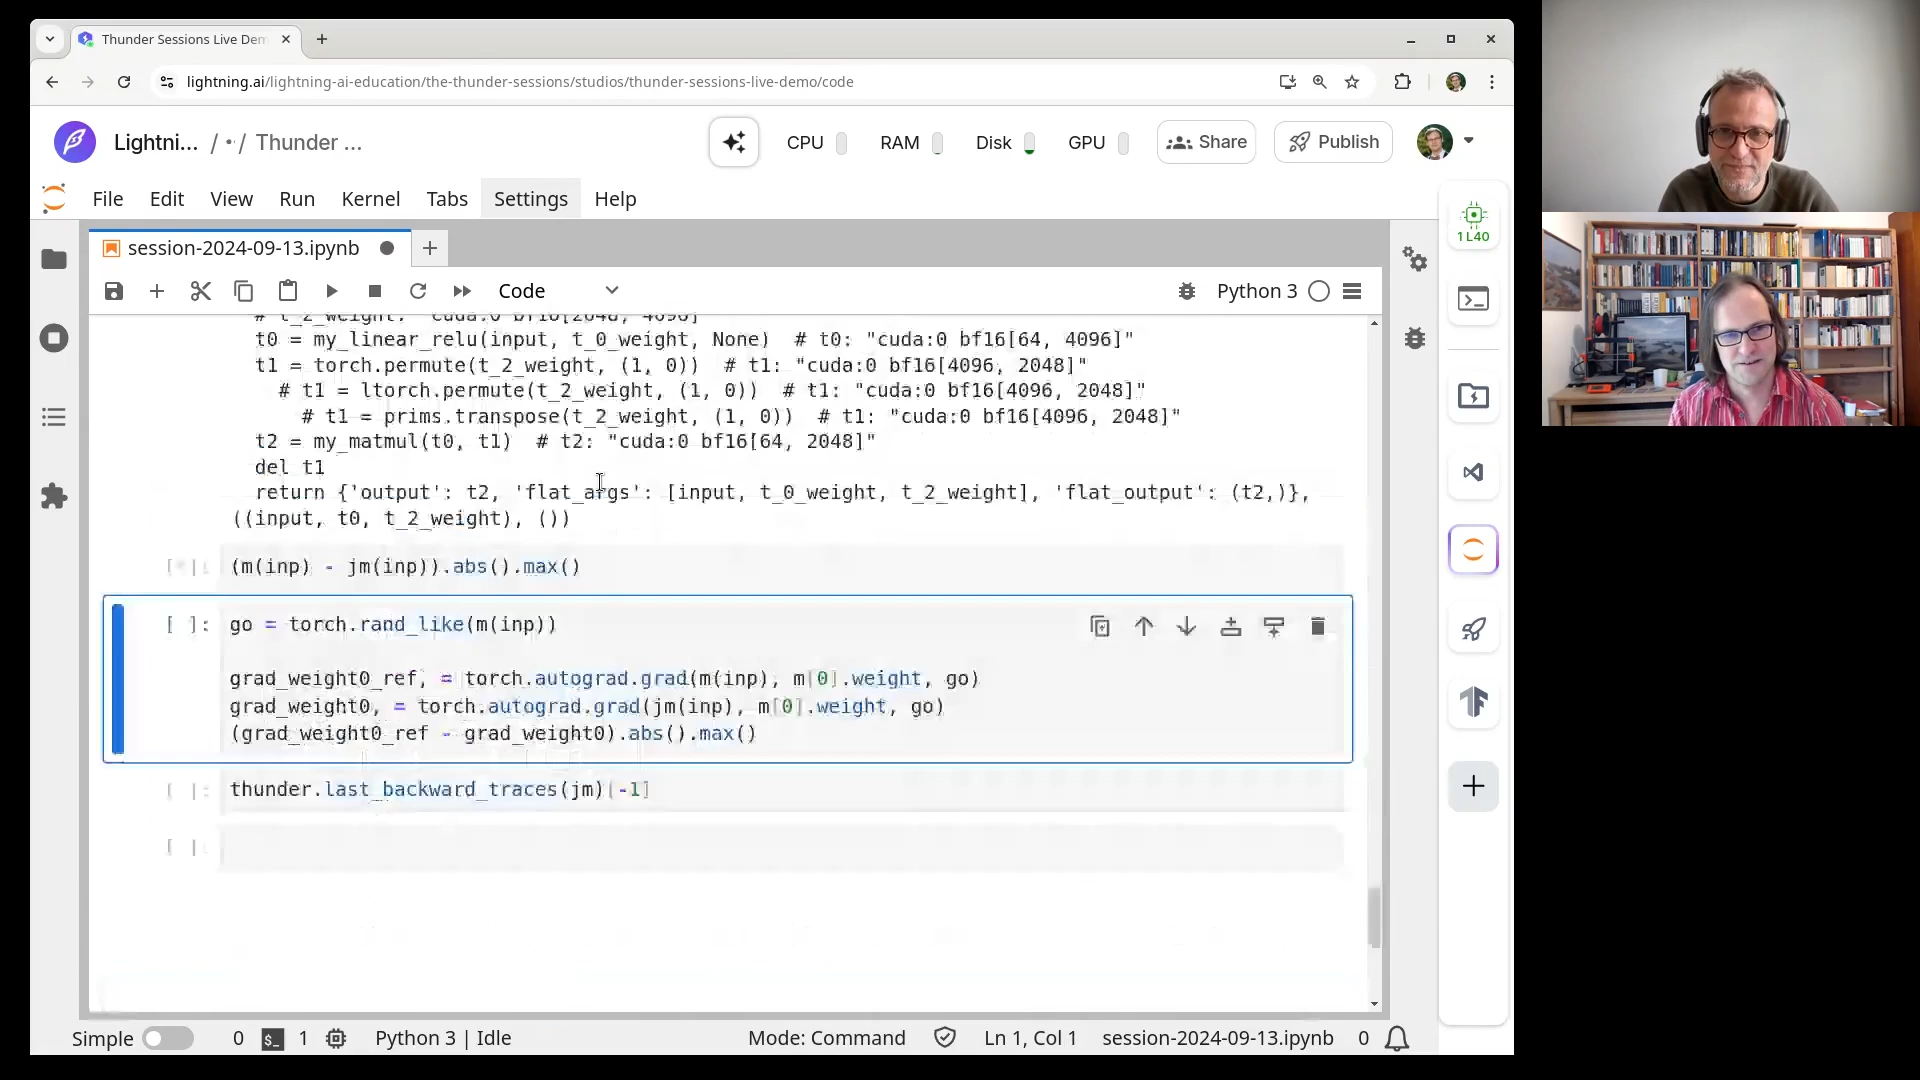 Thunder Sessions Live Dem
lightning.ai/lightning-ai-education/the-thunder-sessions/studios/thunder-sessions-live-demo/code
Lightni... / · / Thunder ...
CPU RAM Disk GPU Share Publish
File Edit View Run Kernel Tabs Settings Help
1 L40
session-2024-09-13.ipynb
Code
Python 3
# t_2_weight: "cuda:0 bf16[2048, 4096]"
t0 = my_linear_relu(input, t_0_weight, None) # t0: "cuda:0 bf16[64, 4096]"
t1 = torch.permute(t_2_weight, (1, 0)) # t1: "cuda:0 bf16[4096, 2048]"
# t1 = ltorch.permute(t_2_weight, (1, 0)) # t1: "cuda:0 bf16[4096, 2048]"
# t1 = prims.transpose(t_2_weight, (1, 0)) # t1: "cuda:0 bf16[4096, 2048]"
t2 = my_matmul(t0, t1) # t2: "cuda:0 bf16[64, 2048]"
del t1
return {'output': t2, 'flat_args': [input, t_0_weight, t_2_weight], 'flat_output': (t2,)},
((input, t0, t_2_weight), ())
(m(inp) - jm(inp)).abs().max()
[ ]: go = torch.rand_like(m(inp))
grad_weight0_ref, = torch.autograd.grad(m(inp), m[0].weight, go)
grad_weight0, = torch.autograd.grad(jm(inp), m[0].weight, go)
(grad_weight0_ref - grad_weight0).abs().max()
[ ]: thunder.last_backward_traces(jm)[-1]
[ ]:
Simple 0 $_ 1 Python 3 | Idle Mode: Command Ln 1, Col 1 session-2024-09-13.ipynb 0